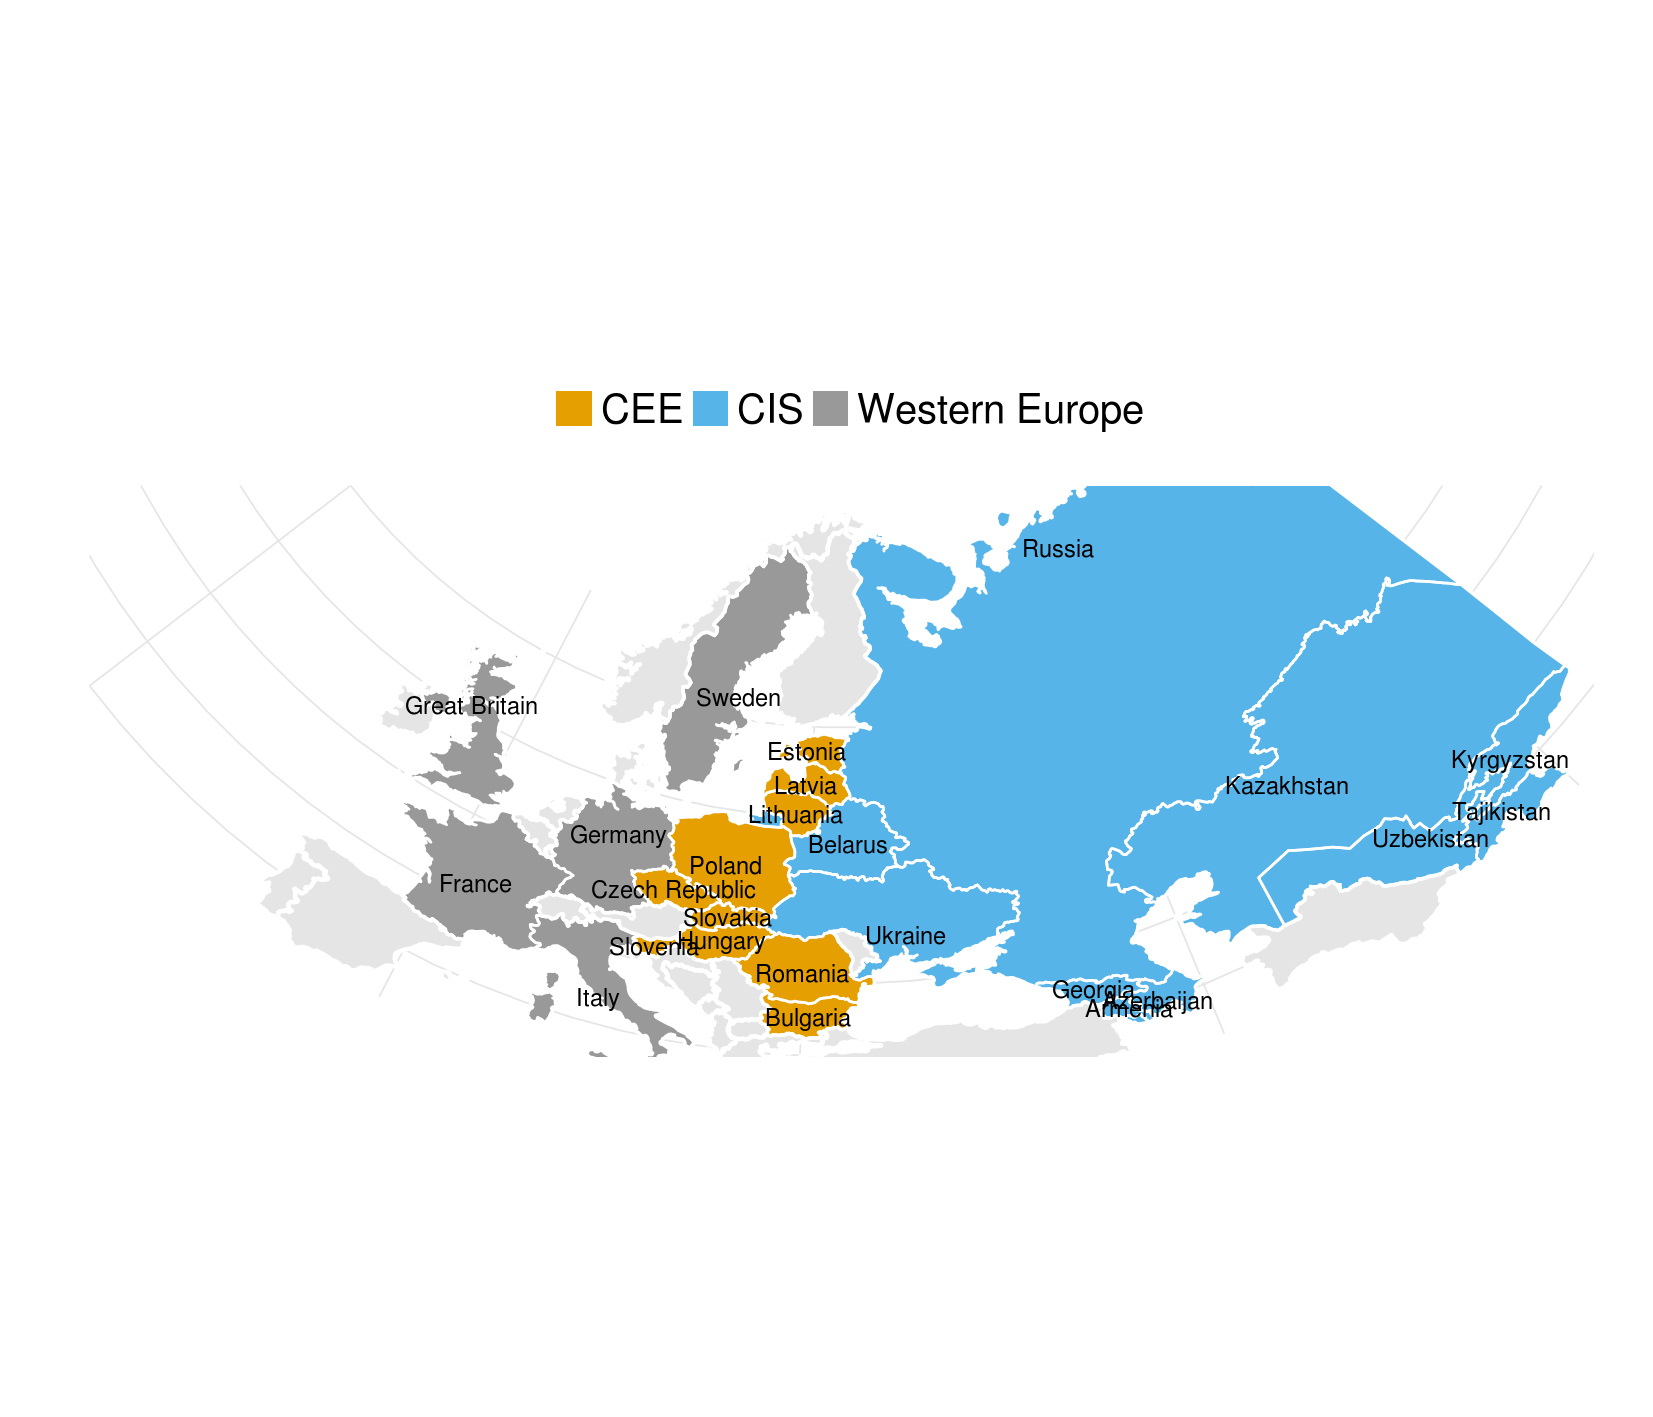 CEE CIS Western Europe
Russia
Sweden
Great Britain
Estonia
Kyrgyzstan
Latvia
Kazakhstan
Tajikistan
Lithuania
Germany
Uzbekistan
Belarus
Poland
France
Czech Republic
Slovakia
Ukraine
Hungary
Slovenia
Romania
Georgia
Italy
Azerbaijan
Armenia
Bulgaria